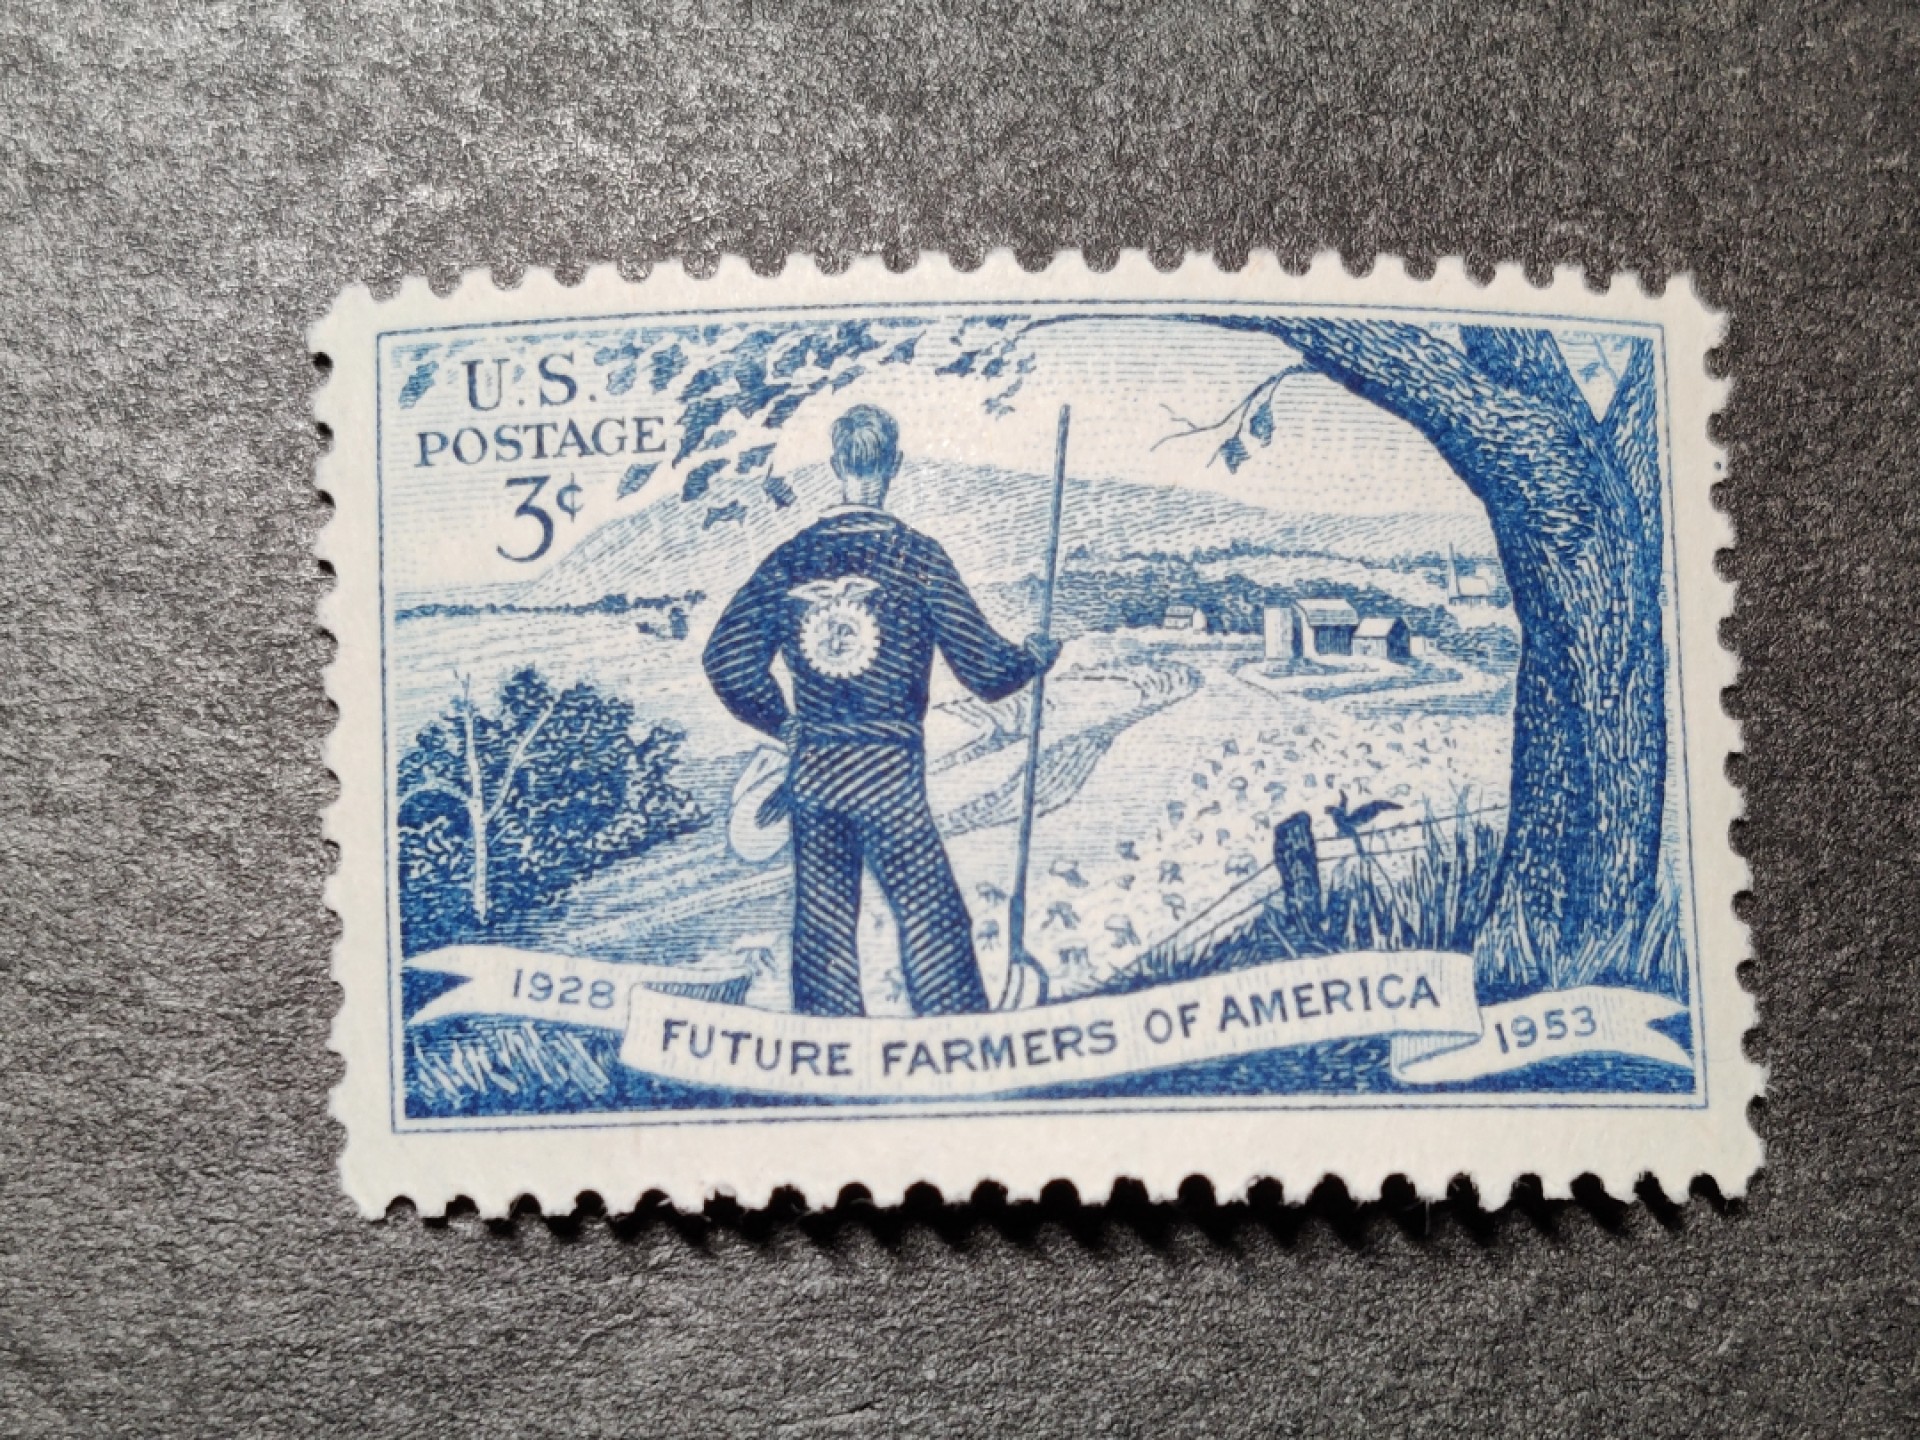 U.S.
POSTAGE
3¢
1928
FUTURE FARMERS OF AMERICA
1953